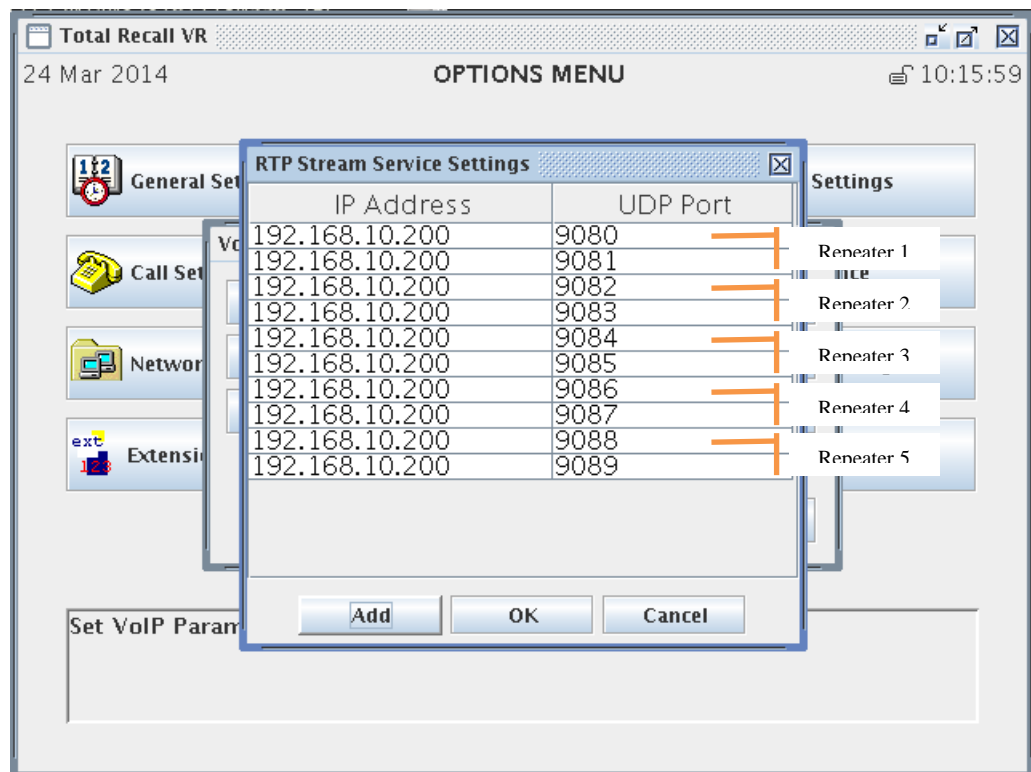 Total Recall VR
24 Mar 2014
OPTIONS MENU
10:15:59
General Set
Settings
Call Set
Networ
ext
123
Extensi
RTP Stream Service Settings
IP Address UDP Port
192.168.10.200 9080
192.168.10.200 9081
192.168.10.200 9082
192.168.10.200 9083
192.168.10.200 9084
192.168.10.200 9085
192.168.10.200 9086
192.168.10.200 9087
192.168.10.200 9088
192.168.10.200 9089
Repeater 1
Repeater 2
Repeater 3
Repeater 4
Repeater 5
Add OK Cancel
Set VoIP Param